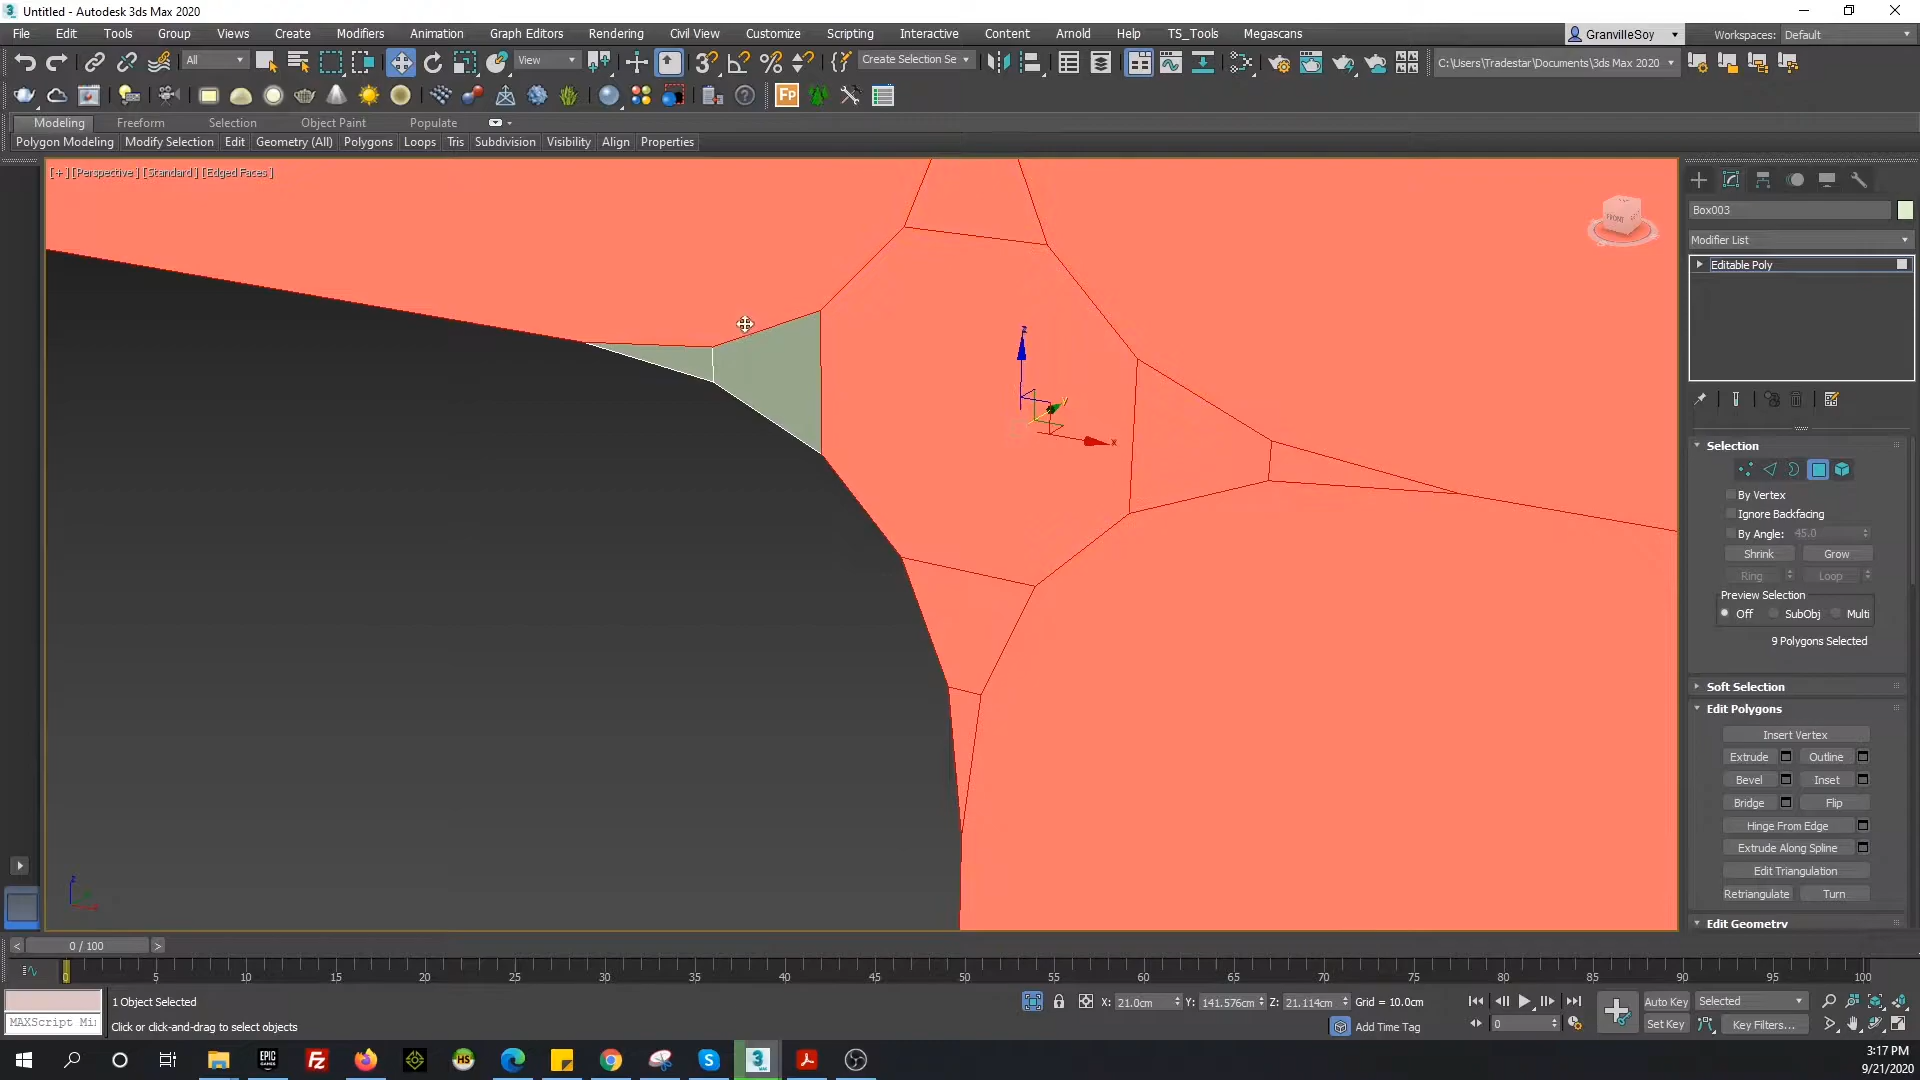 Untitled - Autodesk 3ds Max 2020
File Edit Tools Group Views Create Modifiers Animation Graph Editors Rendering Civil View Customize Scripting Interactive Content Arnold Help TS_Tools Megascans GranvilleSoy Workspaces: Default
All View Create Selection Se C:\Users\Tradestar\Documents\3ds Max 2020
Modeling Freeform Selection Object Paint Populate
Polygon Modeling Modify Selection Edit Geometry (All) Polygons Loops Tris Subdivision Visibility Align Properties
[+] [Perspective] [Standard] [Edged Faces]
FRONT
Box003
Modifier List
Editable Poly
z
y
x
Selection
By Vertex
Ignore Backfacing
By Angle: 45.0
Shrink Grow
Ring Loop
Preview Selection
Off SubObj Multi
9 Polygons Selected
Soft Selection
Edit Polygons
Insert Vertex
Extrude Outline
Bevel Inset
Bridge Flip
Hinge From Edge
Extrude Along Spline
Edit Triangulation
Retriangulate Turn
Edit Geometry
z
< 0 / 100 >
0 5 10 15 20 25 30 35 40 45 50 55 60 65 70 75 80 85 90 95 100
1 Object Selected X: 21.0cm Y: 141.576cm Z: 21.114cm Grid = 10.0cm Auto Key Selected
MAXScript Mi Click or click-and-drag to select objects Add Time Tag 0 Set Key Key Filters...
EPIC GAMES
Fz
HS
S
3
3:17 PM
9/21/2020